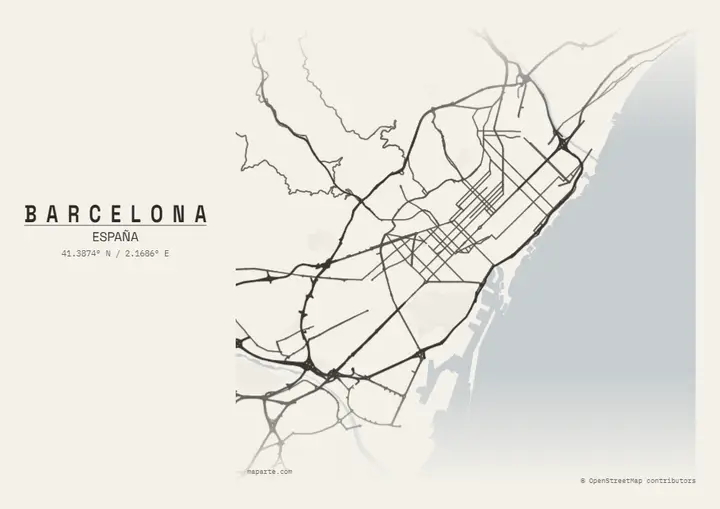 BARCELONA
ESPAÑA
41.3874° N / 2.1686° E
maparte.com
© OpenStreetMap contributors